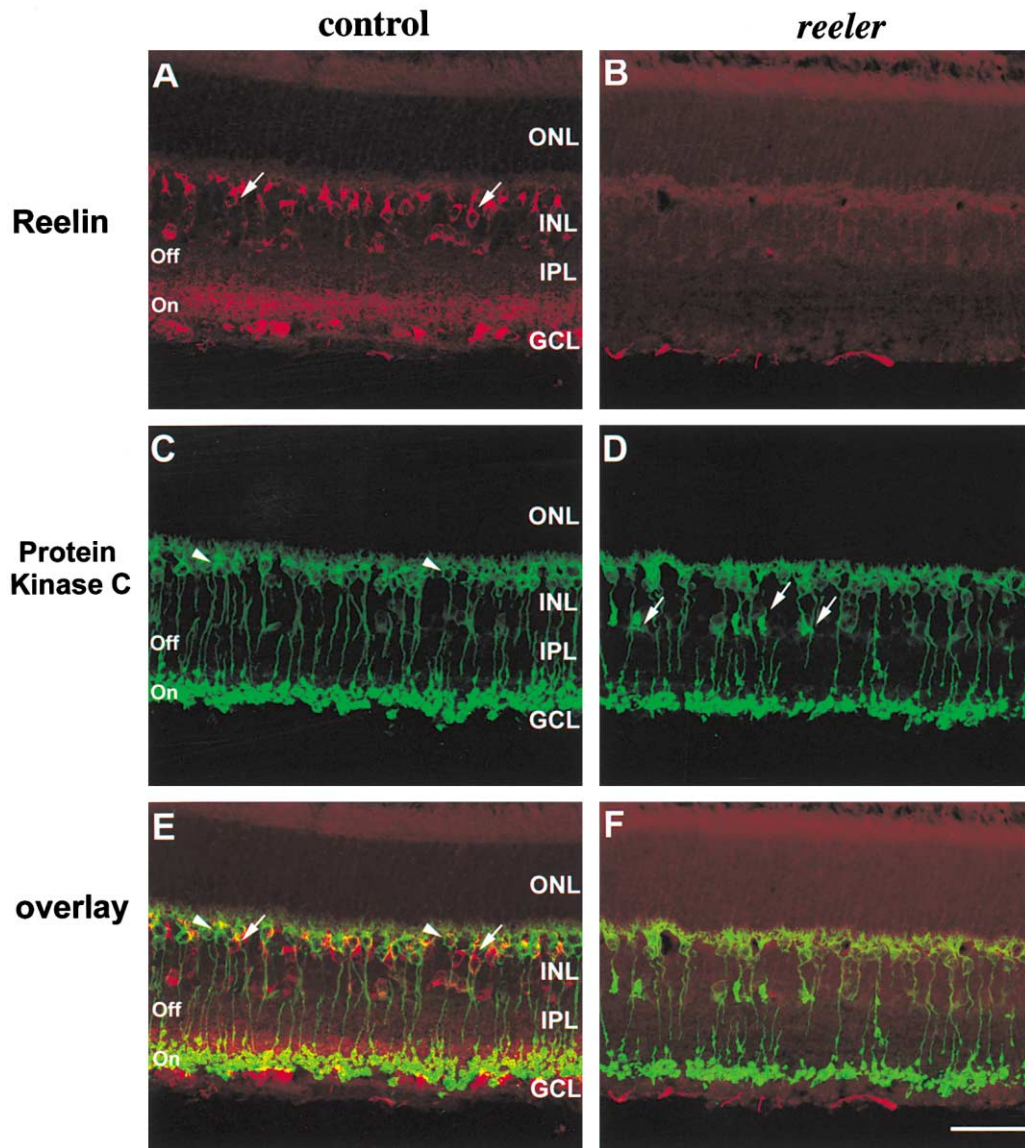 control
reeler
A
ONL
Reelin
INL
Off
IPL
On
GCL
B
C
ONL
Protein
Kinase C
INL
Off
IPL
On
GCL
D
E
ONL
overlay
INL
Off
IPL
On
GCL
F